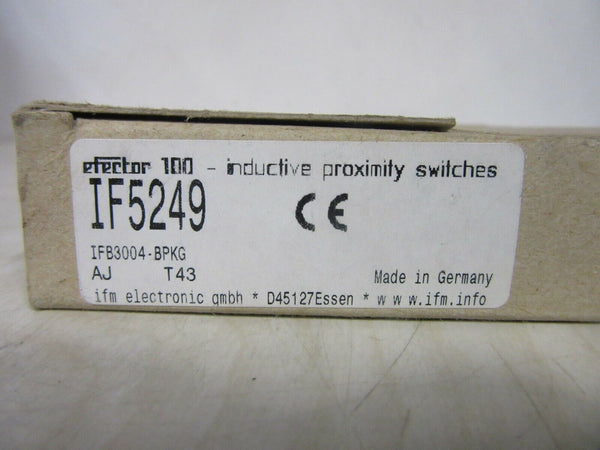 efector 100 - inductive proximity switches
IF5249 CE
IFB3004-BPKG
AJ T43 Made in Germany
ifm electronic gmbh * D45127Essen * www.ifm.info